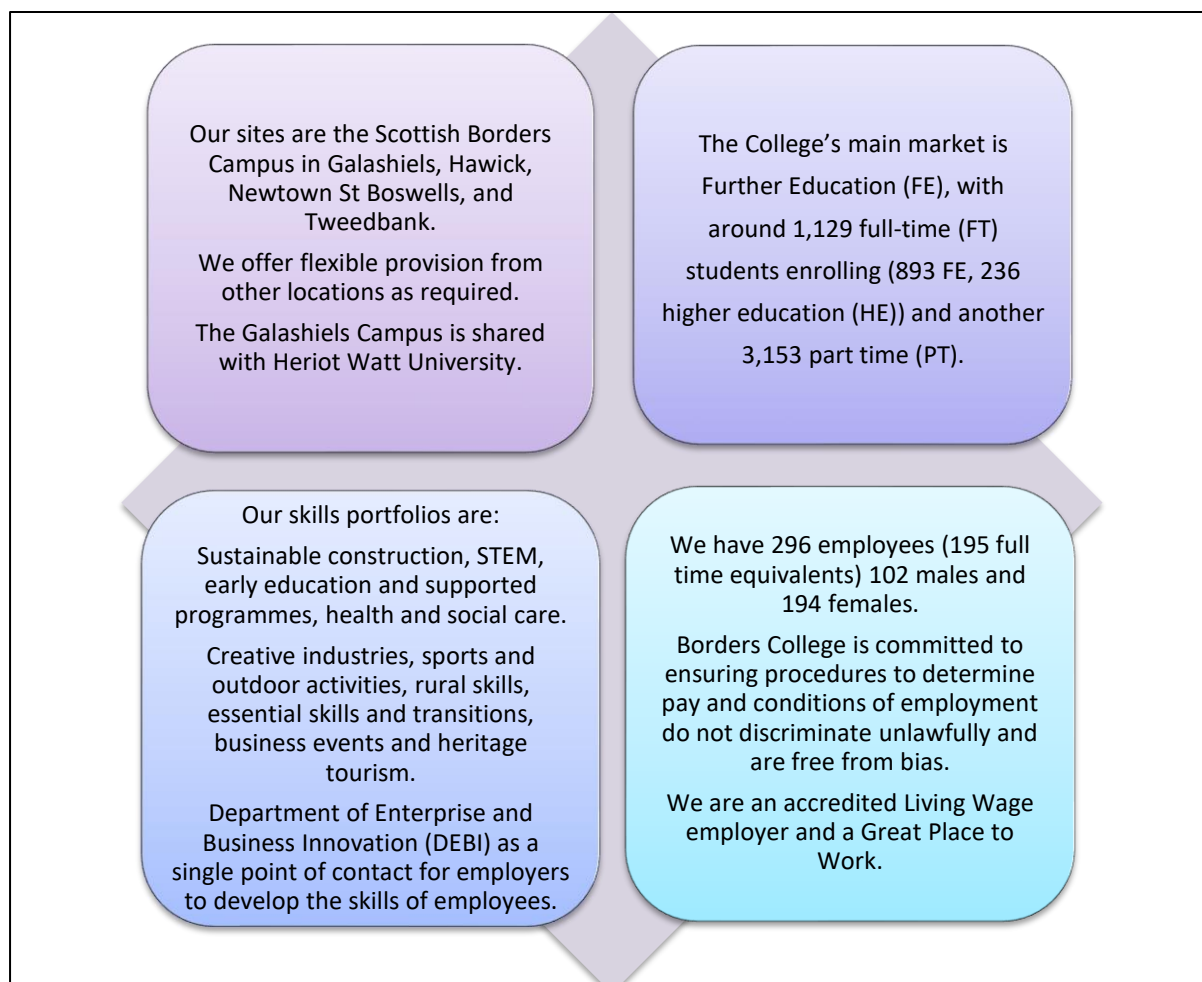 Our sites are the Scottish Borders
Campus in Galashiels, Hawick,
Newtown St Boswells, and
Tweedbank.
We offer flexible provision from
other locations as required.
The Galashiels Campus is shared
with Heriot Watt University.
The College’s main market is
Further Education (FE), with
around 1,129 full-time (FT)
students enrolling (893 FE, 236
higher education (HE)) and another
3,153 part time (PT).
Our skills portfolios are:
Sustainable construction, STEM,
early education and supported
programmes, health and social care.
Creative industries, sports and
outdoor activities, rural skills,
essential skills and transitions,
business events and heritage
tourism.
Department of Enterprise and
Business Innovation (DEBI) as a
single point of contact for employers
to develop the skills of employees.
We have 296 employees (195 full
time equivalents) 102 males and
194 females.
Borders College is committed to
ensuring procedures to determine
pay and conditions of employment
do not discriminate unlawfully and
are free from bias.
We are an accredited Living Wage
employer and a Great Place to
Work.